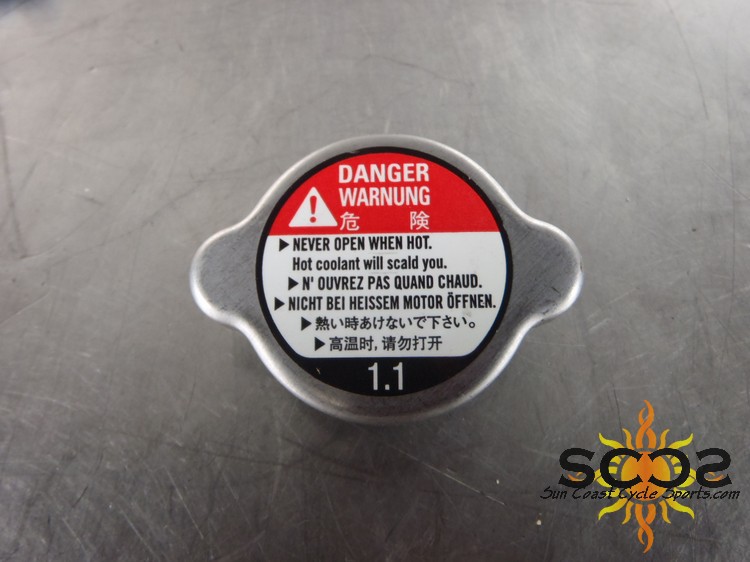 DANGER
WARNUNG
危 険
▶ NEVER OPEN WHEN HOT.
Hot coolant will scald you.
▶ N' OUVREZ PAS QUAND CHAUD.
▶ NICHT BEI HEISSEM MOTOR ÖFFNEN.
▶ 熱い時あけないで下さい。
▶ 高温时,请勿打开
1.1
SCCS
Sun Coast Cycle Sports.com